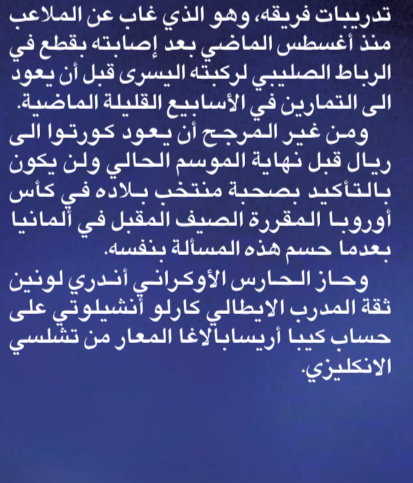 تدريبات فريقه، وهو الذي غاب عن الملاعب
منذ أغسطس الماضي بعد إصابته بقطع في
الرباط الصليبي لركبته اليسرى قبل أن يعود
الى التمارين في الأسابيع القليلة الماضية.
ومن غير المرجح أن يعود كورتوا الى
ريال قبل نهاية الموسم الحالي ولن يكون
بالتأكيد بصحبة منتخب بلاده في كأس
أوروبا المقررة الصيف المقبل في ألمانيا
بعدما حسم هذه المسألة بنفسه.
وحاز الحارس الأوكراني أندري لونين
ثقة المدرب الايطالي كارلو أنشيلوتي على
حساب كيبا أريسابالاغا المعار من تشلسي
الانكليزي.